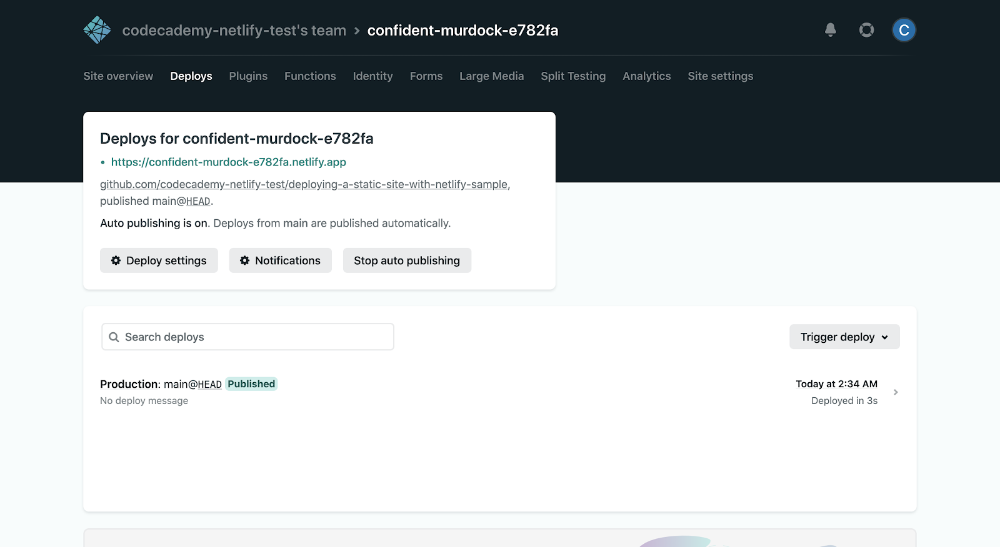 codecademy-netlify-test's team > confident-murdock-e782fa
C
Site overview Deploys Plugins Functions Identity Forms Large Media Split Testing Analytics Site settings
Deploys for confident-murdock-e782fa
• https://confident-murdock-e782fa.netlify.app
github.com/codecademy-netlify-test/deploying-a-static-site-with-netlify-sample,
published main@HEAD.
Auto publishing is on. Deploys from main are published automatically.
Deploy settings Notifications Stop auto publishing
Search deploys Trigger deploy
Production: main@HEAD Published Today at 2:34 AM
No deploy message Deployed in 3s